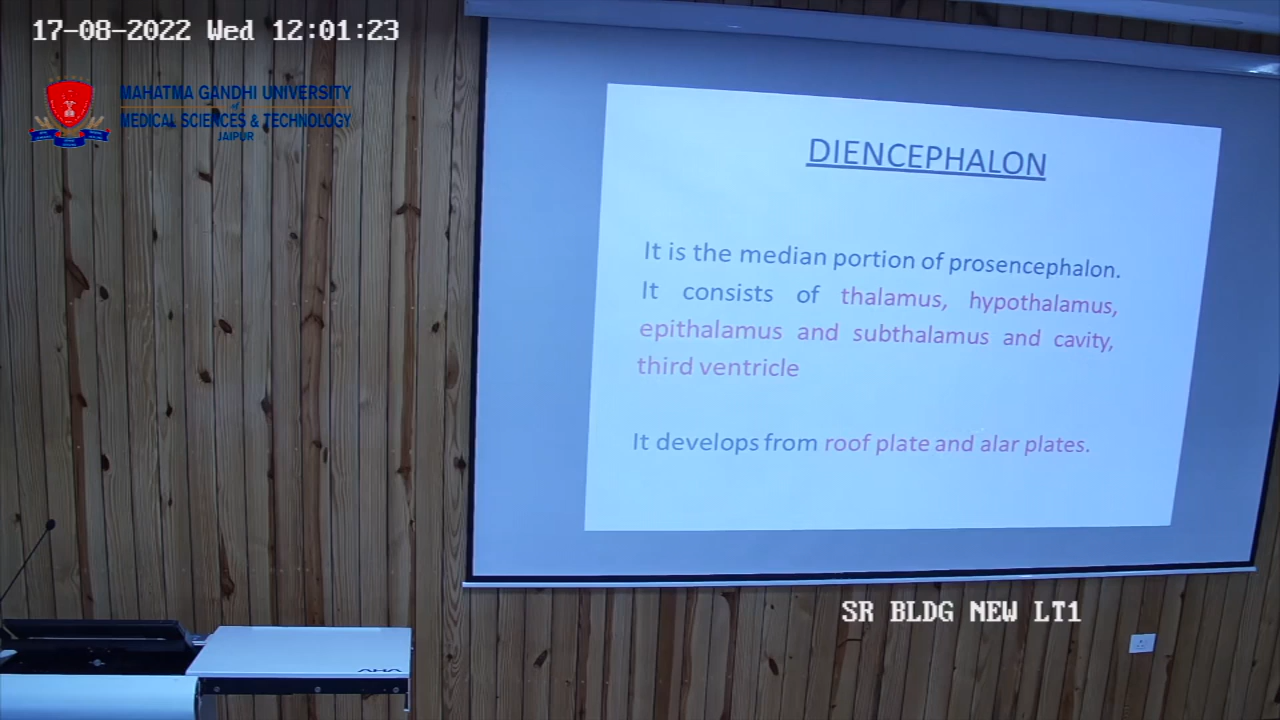 17-08-2022 Wed 12:01:23
MAHATMA GANDHI UNIVERSITY
of
MEDICAL SCIENCES & TECHNOLOGY
JAIPUR
DIENCEPHALON
It is the median portion of prosencephalon.
It consists of thalamus, hypothalamus,
epithalamus and subthalamus and cavity,
third ventricle
It develops from roof plate and alar plates.
SR BLDG NEW LT1